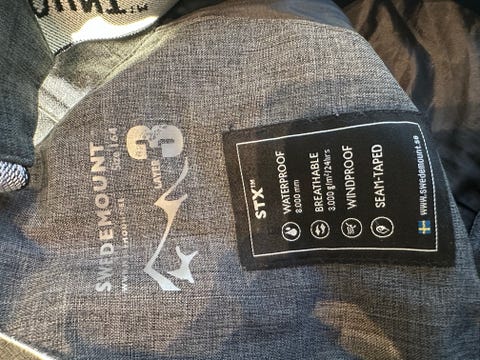 SWEDEMOUNT
LAYER 3
STX™
WATERPROOF
8.000 mm
BREATHABLE
3.000 g/m²/24hrs
WINDPROOF
SEAM-TAPED
www.swedemount.se